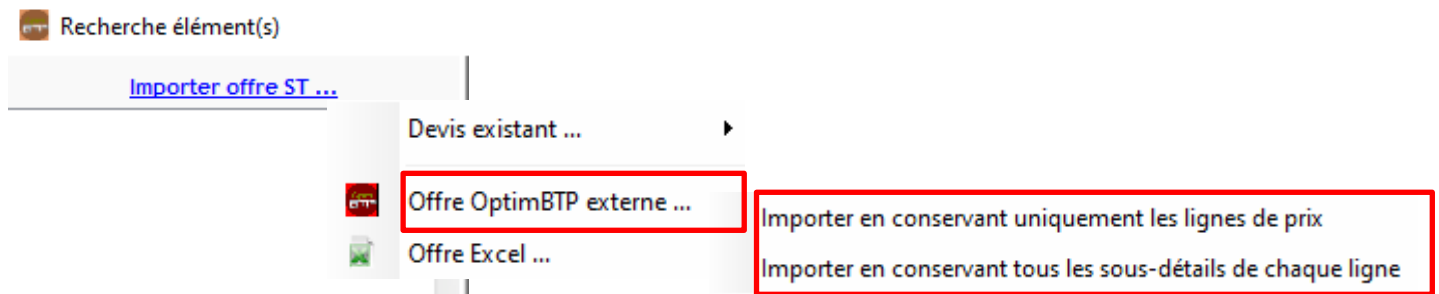 Recherche élément(s)
Importer offre ST ...
Devis existant ...
Offre OptimBTP externe ...
Importer en conservant uniquement les lignes de prix
Offre Excel ...
Importer en conservant tous les sous-détails de chaque ligne